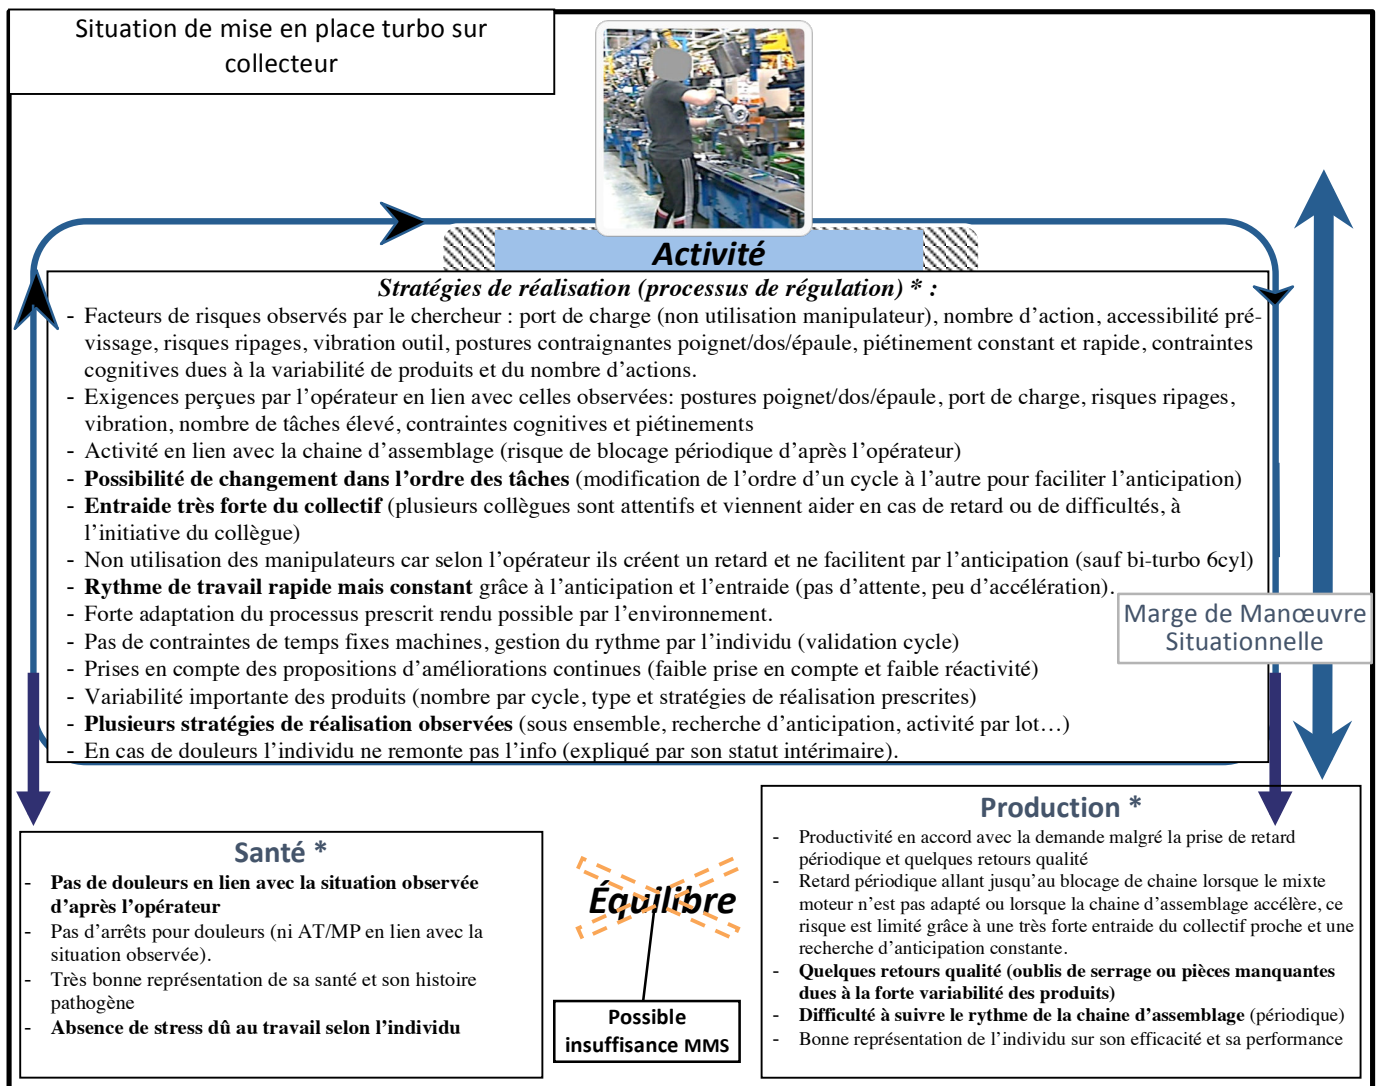 Situation de mise en place turbo sur
collecteur
Activité
Stratégies de réalisation (processus de régulation) * :
- Facteurs de risques observés par le chercheur : port de charge (non utilisation manipulateur), nombre d’action, accessibilité pré-
vissage, risques ripages, vibration outil, postures contraignantes poignet/dos/épaule, piétinement constant et rapide, contraintes
cognitives dues à la variabilité de produits et du nombre d’actions.
- Exigences perçues par l’opérateur en lien avec celles observées: postures poignet/dos/épaule, port de charge, risques ripages,
vibration, nombre de tâches élevé, contraintes cognitives et piétinements
- Activité en lien avec la chaine d’assemblage (risque de blocage périodique d’après l’opérateur)
- Possibilité de changement dans l’ordre des tâches (modification de l’ordre d’un cycle à l’autre pour faciliter l’anticipation)
- Entraide très forte du collectif (plusieurs collègues sont attentifs et viennent aider en cas de retard ou de difficultés, à
l’initiative du collègue)
- Non utilisation des manipulateurs car selon l’opérateur ils créent un retard et ne facilitent par l’anticipation (sauf bi-turbo 6cyl)
- Rythme de travail rapide mais constant grâce à l’anticipation et l’entraide (pas d’attente, peu d’accélération).
- Forte adaptation du processus prescrit rendu possible par l’environnement.
- Pas de contraintes de temps fixes machines, gestion du rythme par l’individu (validation cycle)
- Prises en compte des propositions d’améliorations continues (faible prise en compte et faible réactivité)
- Variabilité importante des produits (nombre par cycle, type et stratégies de réalisation prescrites)
- Plusieurs stratégies de réalisation observées (sous ensemble, recherche d’anticipation, activité par lot…)
- En cas de douleurs l’individu ne remonte pas l’info (expliqué par son statut intérimaire).
Marge de Manœuvre
Situationnelle
Santé *
- Pas de douleurs en lien avec la situation observée
d’après l’opérateur
- Pas d’arrêts pour douleurs (ni AT/MP en lien avec la
situation observée).
- Très bonne représentation de sa santé et son histoire
pathogène
- Absence de stress dû au travail selon l’individu
Équilibre
Possible
insuffisance MMS
Production *
- Productivité en accord avec la demande malgré la prise de retard
périodique et quelques retours qualité
- Retard périodique allant jusqu’au blocage de chaine lorsque le mixte
moteur n’est pas adapté ou lorsque la chaine d’assemblage accélère, ce
risque est limité grâce à une très forte entraide du collectif proche et une
recherche d’anticipation constante.
- Quelques retours qualité (oublis de serrage ou pièces manquantes
dues à la forte variabilité des produits)
- Difficulté à suivre le rythme de la chaine d’assemblage (périodique)
- Bonne représentation de l’individu sur son efficacité et sa performance